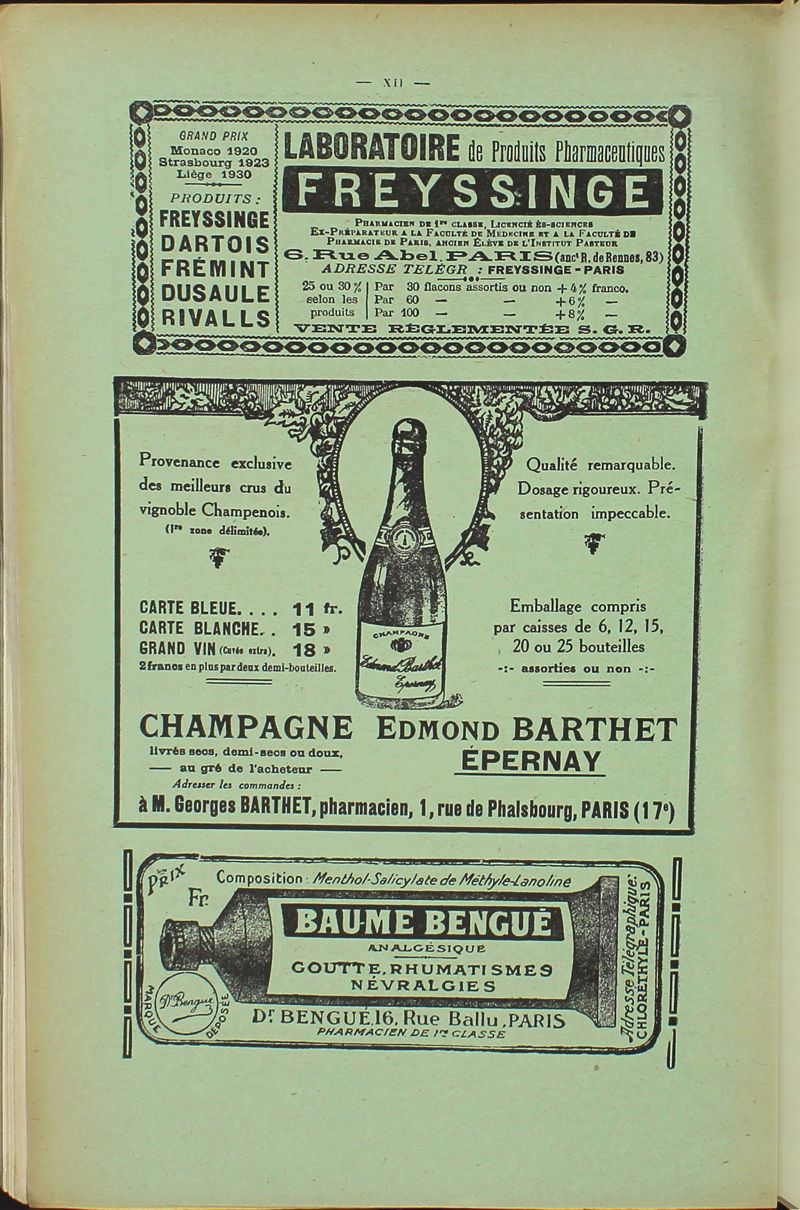 — XII —
GRAND PRIX
Monaco 1920
Strasbourg 1923
Liège 1930
PRODUITS :
FREYSSINGE
DARTOIS
FRÉMINT
DUSAULE
RIVALLS
LABORATOIRE de Produits Pharmaceutiques
FREYSSINGE
PHARMACIEN DE 1re CLASSE, LICENCIÉ ÈS-SCIENCES
EX-PRÉPARATEUR A LA FACULTÉ DE MÉDECINE ET A LA FACULTÉ DE
PHARMACIE DE PARIS, ANCIEN ÉLÈVE DE L'INSTITUT PASTEUR
6. Rue Abel. PARIS (anct R. de Rennes, 83)
ADRESSE TELÉGR. : FREYSSINGE - PARIS
25 ou 30 % | Par 30 flacons assortis ou non + 4 % franco.
selon les | Par 60 — — + 6 % —
produits | Par 100 — — + 8 % —
VENTE RÉGLEMENTÉE S. G. R.
Provenance exclusive
des meilleurs crus du
vignoble Champenois.
(1re zone délimitée).
Qualité remarquable.
Dosage rigoureux. Pré-
sentation impeccable.
CARTE BLEUE. . . . 11 fr.
CARTE BLANCHE. . 15 »
GRAND VIN (Cuvée extra). 18 »
2 francs en plus par deux demi-bouteilles.
Emballage compris
par caisses de 6, 12, 15,
20 ou 25 bouteilles
-:- assorties ou non -:-
CHAMPAGNE
Edmond Barthet
Epernay
CHAMPAGNE EDMOND BARTHET
livrés secs, demi-secs ou doux,
— au gré de l'acheteur —
ÉPERNAY
Adresser les commandes :
à M. Georges BARTHET, pharmacien, 1, rue de Phalsbourg, PARIS (17e)
PRIX
Fr.
Composition : Menthol-Salicylate de Méthyle-Lanoline
BAUME BENGUÉ
ANALGÉSIQUE
GOUTTE, RHUMATISMES
NÉVRALGIES
MARQUE DÉPOSÉE
Dr Bengué
Dr BENGUÉ, 16, Rue Ballu, PARIS
PHARMACIEN DE 1re CLASSE
Adresse Télégraphique:
CHLORÉTHYLE - PARIS